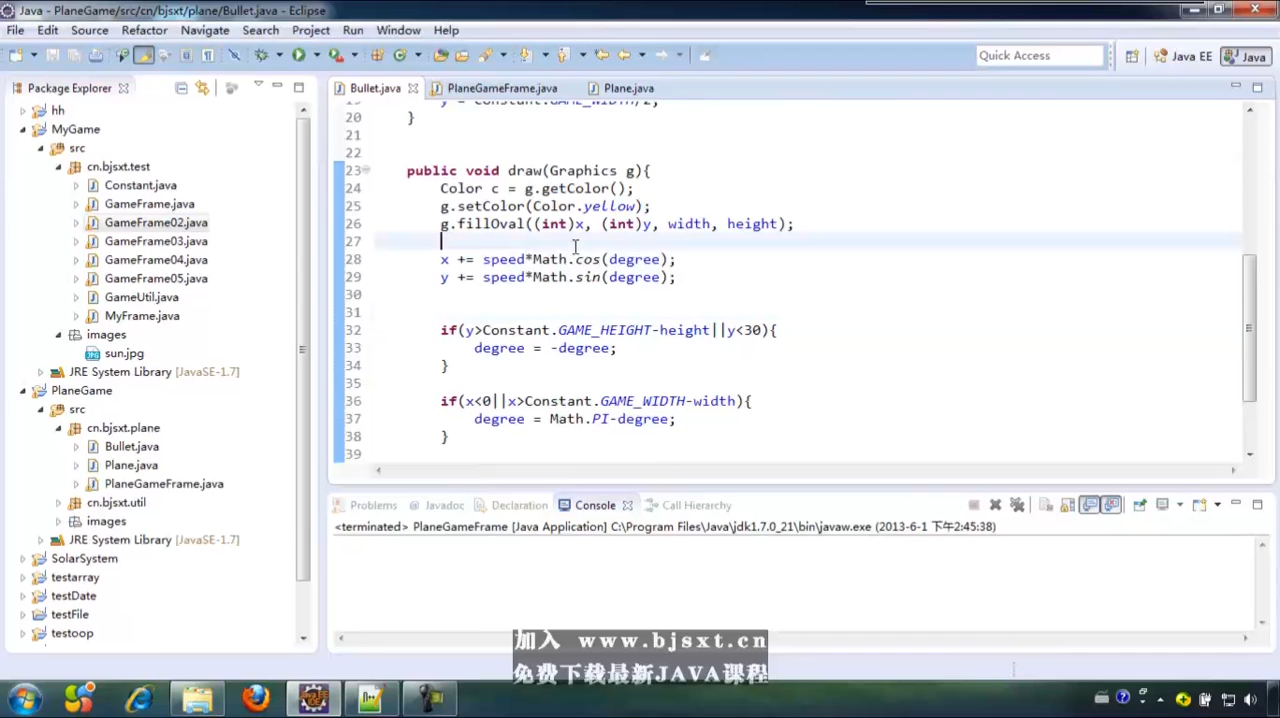 Java - PlaneGame/src/cn/bjsxt/plane/Bullet.java - Eclipse
File Edit Source Refactor Navigate Search Project Run Window Help
Quick Access
Java EE
Java
Package Explorer
hh
MyGame
src
cn.bjsxt.test
Constant.java
GameFrame.java
GameFrame02.java
GameFrame03.java
GameFrame04.java
GameFrame05.java
GameUtil.java
MyFrame.java
images
sun.jpg
JRE System Library [JavaSE-1.7]
PlaneGame
src
cn.bjsxt.plane
Bullet.java
Plane.java
PlaneGameFrame.java
cn.bjsxt.util
images
JRE System Library [JavaSE-1.7]
SolarSystem
testarray
testDate
testFile
testoop
Bullet.java PlaneGameFrame.java Plane.java
19 y = Constant.GAME_WIDTH/2;
20 }
21
22
23 public void draw(Graphics g){
24 Color c = g.getColor();
25 g.setColor(Color.yellow);
26 g.fillOval((int)x, (int)y, width, height);
27
28 x += speed*Math.cos(degree);
29 y += speed*Math.sin(degree);
30
31
32 if(y>Constant.GAME_HEIGHT-height||y<30){
33 degree = -degree;
34 }
35
36 if(x<0||x>Constant.GAME_WIDTH-width){
37 degree = Math.PI-degree;
38 }
39
Problems Javadoc Declaration Console Call Hierarchy
<terminated> PlaneGameFrame [Java Application] C:\Program Files\Java\jdk1.7.0_21\bin\javaw.exe (2013-6-1 下午2:45:38)
加入 www.bjsxt.cn
免费下载最新JAVA课程